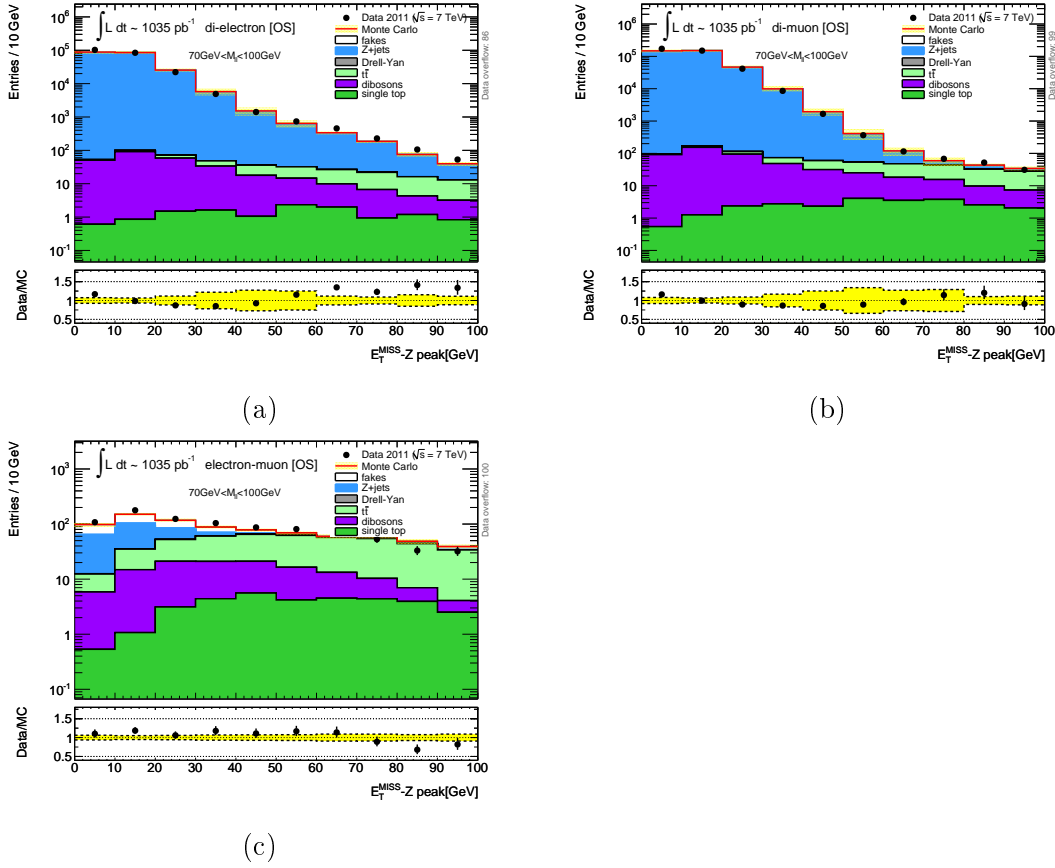 ∫ L dt ~ 1035 pb⁻¹ di-electron [OS]
70GeV<M_ll<100GeV
Data 2011 (√s = 7 TeV)
Monte Carlo
fakes
Z+jets
Drell-Yan
tt̄
dibosons
single top
Data overflow: 86
Entries / 10 GeV
10⁶
10⁵
10⁴
10³
10²
10
1
10⁻¹
Data/MC
1.5
1
0.5
0 10 20 30 40 50 60 70 80 90 100
E_T^MISS-Z peak[GeV]
(a)
∫ L dt ~ 1035 pb⁻¹ di-muon [OS]
70GeV<M_ll<100GeV
Data 2011 (√s = 7 TeV)
Monte Carlo
fakes
Z+jets
Drell-Yan
tt̄
dibosons
single top
Data overflow: 99
Entries / 10 GeV
10⁶
10⁵
10⁴
10³
10²
10
1
10⁻¹
Data/MC
1.5
1
0.5
0 10 20 30 40 50 60 70 80 90 100
E_T^MISS-Z peak[GeV]
(b)
∫ L dt ~ 1035 pb⁻¹ electron-muon [OS]
70GeV<M_ll<100GeV
Data 2011 (√s = 7 TeV)
Monte Carlo
fakes
Z+jets
Drell-Yan
tt̄
dibosons
single top
Data overflow: 100
Entries / 10 GeV
10³
10²
10
1
10⁻¹
Data/MC
1.5
1
0.5
0 10 20 30 40 50 60 70 80 90 100
E_T^MISS-Z peak[GeV]
(c)